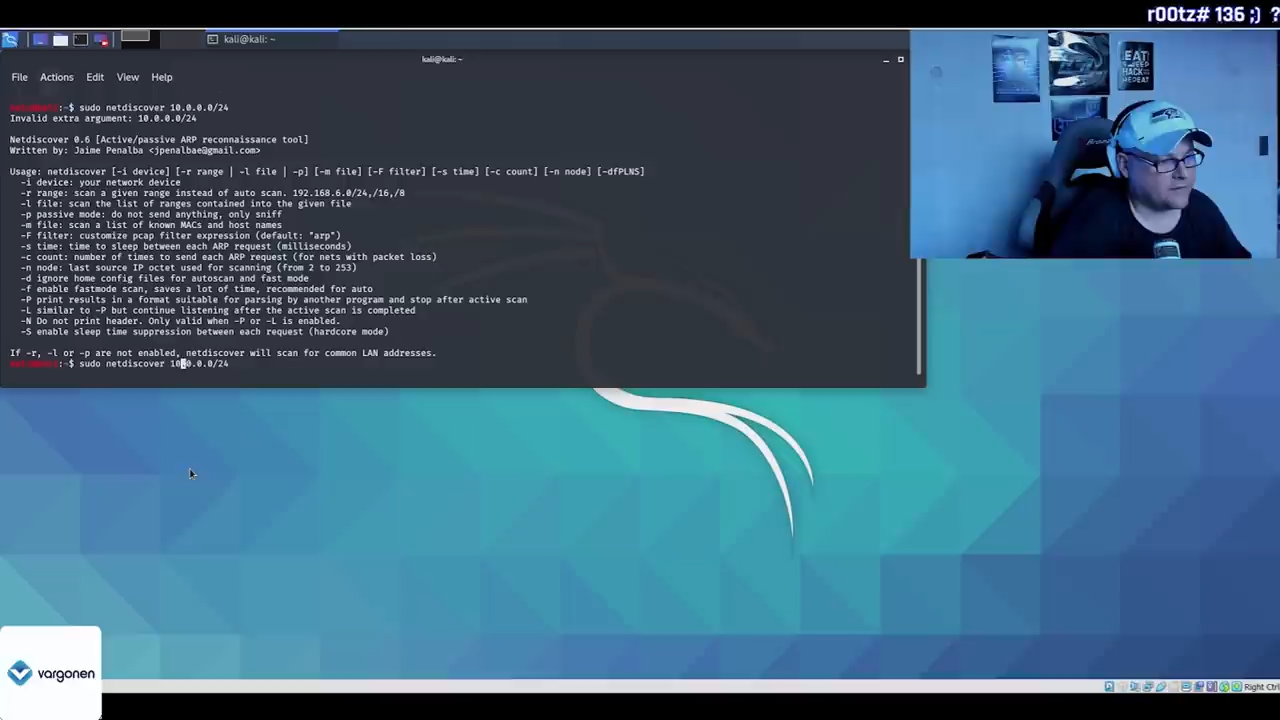 r00tz# 136 ;) ?
kali@kali: ~
kali@kali: ~
File Actions Edit View Help
kali@kali:~$ sudo netdiscover 10.0.0.0/24
Invalid extra argument: 10.0.0.0/24
Netdiscover 0.6 [Active/passive ARP reconnaissance tool]
Written by: Jaime Penalba <jpenalbae@gmail.com>
Usage: netdiscover [-i device] [-r range | -l file | -p] [-m file] [-F filter] [-s time] [-c count] [-n node] [-dfPLNS]
-i device: your network device
-r range: scan a given range instead of auto scan. 192.168.6.0/24,/16,/8
-l file: scan the list of ranges contained into the given file
-p passive mode: do not send anything, only sniff
-m file: scan a list of known MACs and host names
-F filter: customize pcap filter expression (default: "arp")
-s time: time to sleep between each ARP request (milliseconds)
-c count: number of times to send each ARP request (for nets with packet loss)
-n node: last source IP octet used for scanning (from 2 to 253)
-d ignore home config files for autoscan and fast mode
-f enable fastmode scan, saves a lot of time, recommended for auto
-P print results in a format suitable for parsing by another program and stop after active scan
-L similar to -P but continue listening after the active scan is completed
-N Do not print header. Only valid when -P or -L is enabled.
-S enable sleep time suppression between each request (hardcore mode)
If -r, -l or -p are not enabled, netdiscover will scan for common LAN addresses.
kali@kali:~$ sudo netdiscover 10.0.0.0/24
EAT
SLEEP
HACK
REPEAT
vargonen
Right Ctrl